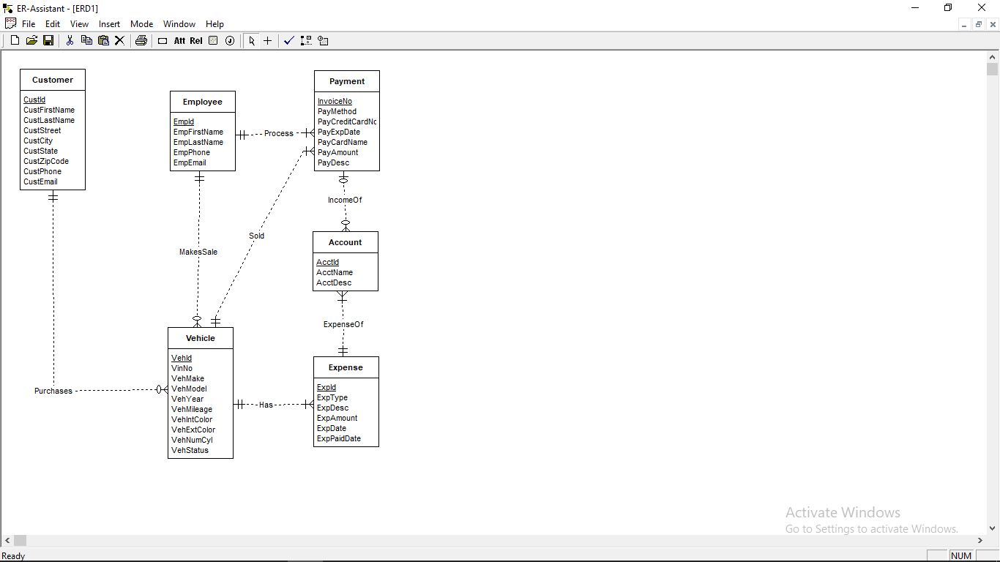 ER-Assistant - [ERD1]
File Edit View Insert Mode Window Help
Att Rel J
Customer
CustId
CustFirstName
CustLastName
CustStreet
CustCity
CustState
CustZipCode
CustPhone
CustEmail
Employee
EmpId
EmpFirstName
EmpLastName
EmpPhone
EmpEmail
Process
Payment
InvoiceNo
PayMethod
PayCreditCardNo
PayExpDate
PayCardName
PayAmount
PayDesc
IncomeOf
Sold
MakesSale
Account
AcctId
AcctName
AcctDesc
ExpenseOf
Purchases
Vehicle
VehId
VinNo
VehMake
VehModel
VehYear
VehMileage
VehIntColor
VehExtColor
VehNumCyl
VehStatus
Has
Expense
ExpId
ExpType
ExpDesc
ExpAmount
ExpDate
ExpPaidDate
Activate Windows
Go to Settings to activate Windows.
Ready
NUM